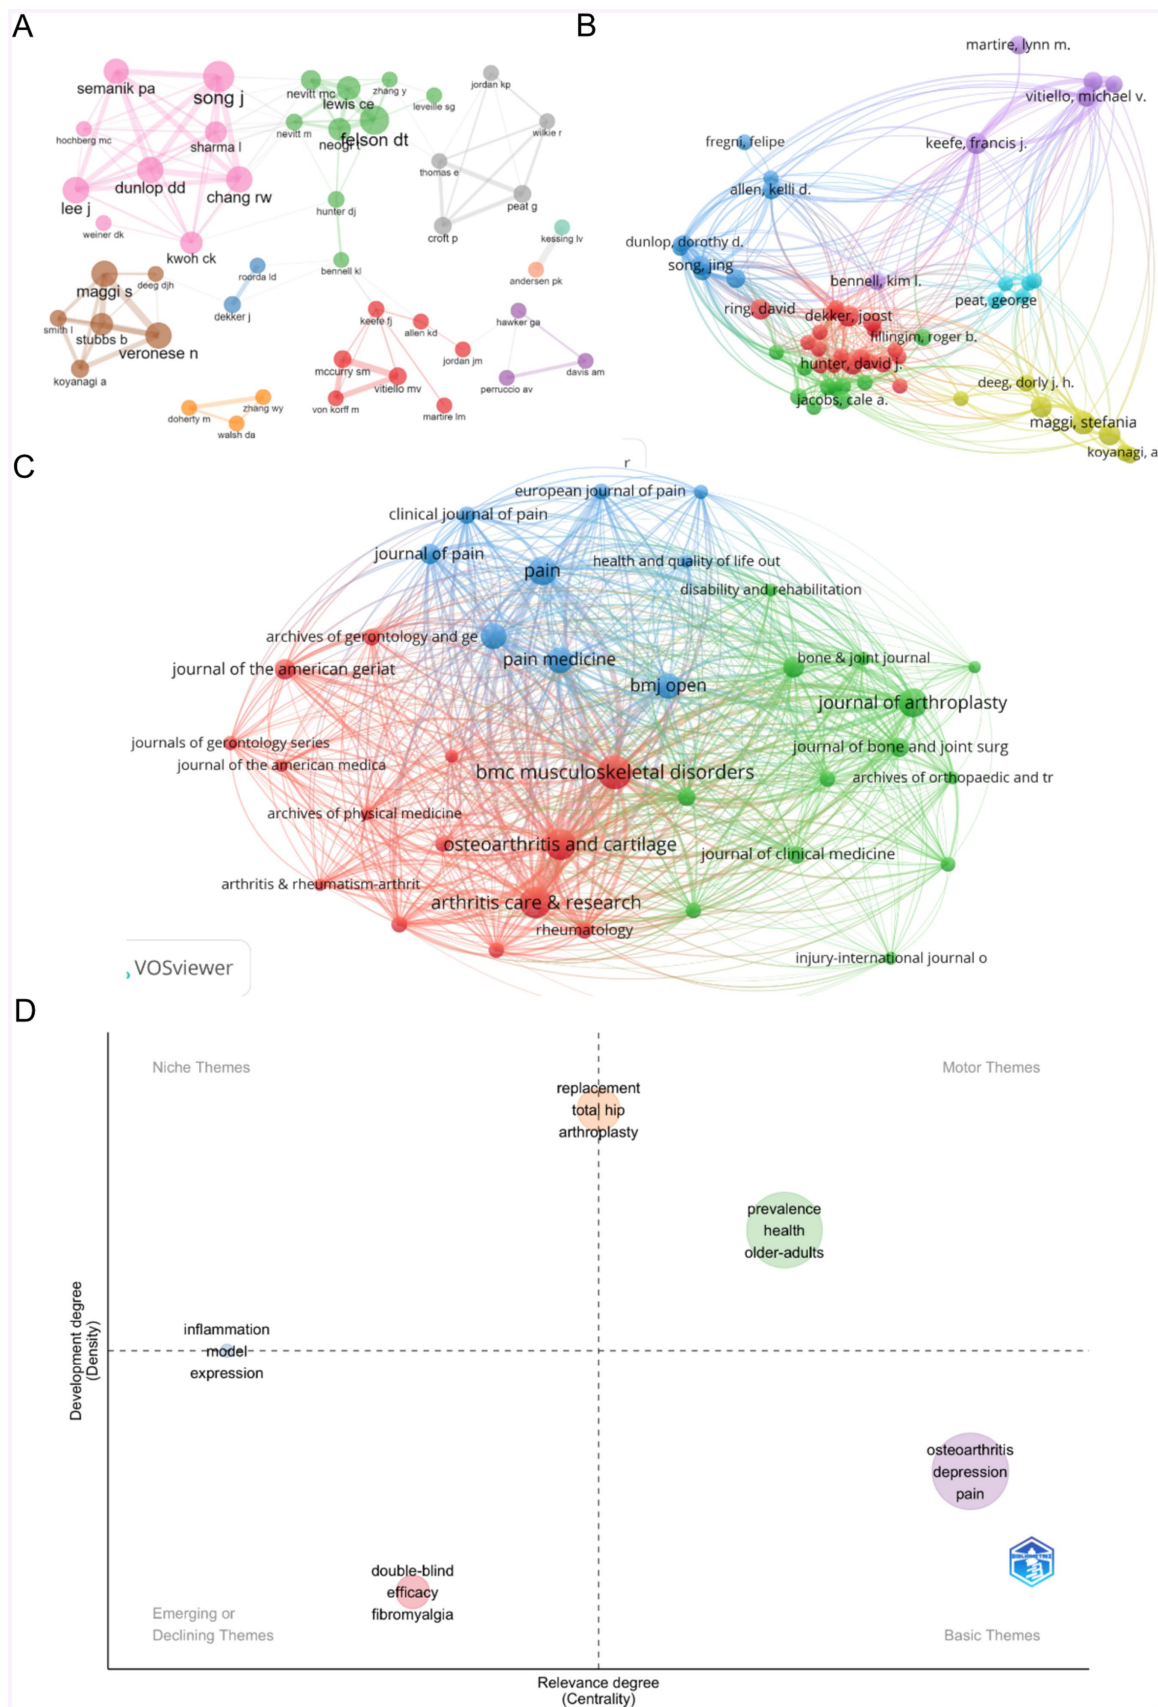 A
semanik pa
song j
hochberg mc
sharma l
dunlop dd
chang rw
lee j
weiner dk
kwoh ck
nevitt mc
zhang y
lewis ce
leveille sg
nevitt m
neogi t
felson dt
hunter dj
bennell kl
jordan kp
wilkie r
thomas e
peat g
croft p
kessing lv
andersen pk
roorda ld
dekker j
maggi s
deeg djh
smith l
stubbs b
veronese n
koyanagi a
keefe fj
allen kd
jordan jm
mccurry sm
vitiello mv
von korff m
martire lm
hawker ga
davis am
perruccio av
doherty m
zhang wy
walsh da
B
martire, lynn m.
vitiello, michael v.
fregni, felipe
keefe, francis j.
allen, kelli d.
dunlop, dorothy d.
song, jing
bennell, kim l.
peat, george
ring, david
dekker, joost
fillingim, roger b.
hunter, david j.
deeg, dorly j. h.
jacobs, cale a.
maggi, stefania
koyanagi, a
C
r
european journal of pain
clinical journal of pain
journal of pain
pain
health and quality of life out
disability and rehabilitation
archives of gerontology and ge
pain medicine
bone & joint journal
journal of the american geriat
bmj open
journal of arthroplasty
journals of gerontology series
journal of bone and joint surg
journal of the american medica
bmc musculoskeletal disorders
archives of orthopaedic and tr
archives of physical medicine
osteoarthritis and cartilage
journal of clinical medicine
arthritis & rheumatism-arthrit
arthritis care & research
rheumatology
injury-international journal o
VOSviewer
D
Niche Themes
Motor Themes
replacement
total hip
arthroplasty
prevalence
health
older-adults
inflammation
model
expression
osteoarthritis
depression
pain
double-blind
efficacy
fibromyalgia
Emerging or
Declining Themes
Basic Themes
BIBLIOMETRIX
Development degree
(Density)
Relevance degree
(Centrality)